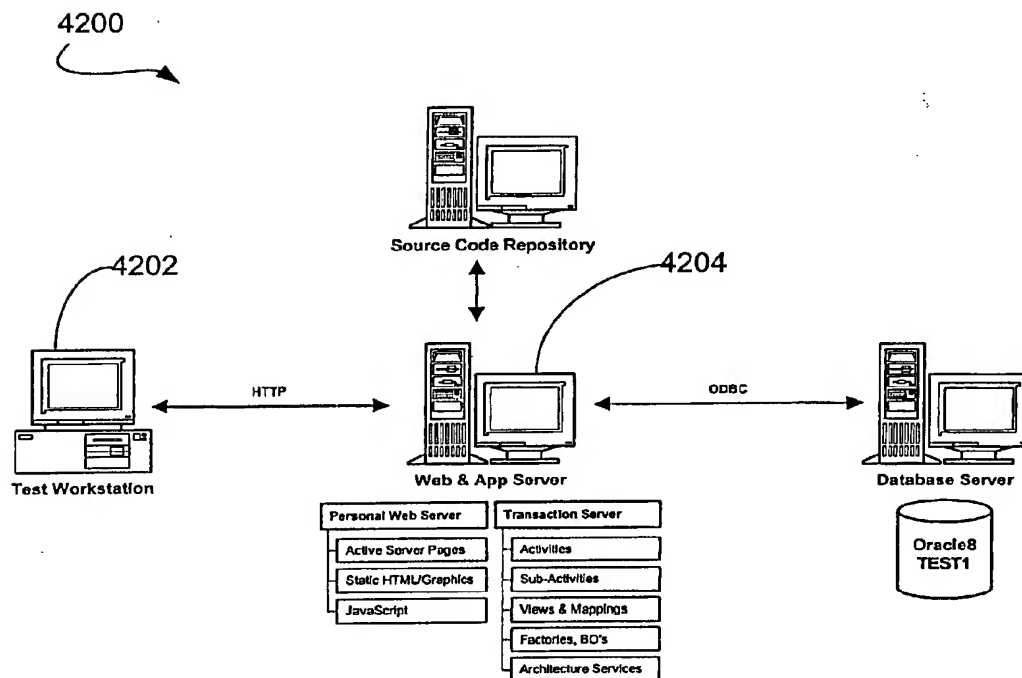 4200
Source Code Repository
4202
4204
HTTP
ODBC
Test Workstation
Web & App Server
Database Server
Personal Web Server
Transaction Server
Active Server Pages
Static HTML/Graphics
JavaScript
Activities
Sub-Activities
Views & Mappings
Factories, BO's
Architecture Services
Oracle8
TEST1